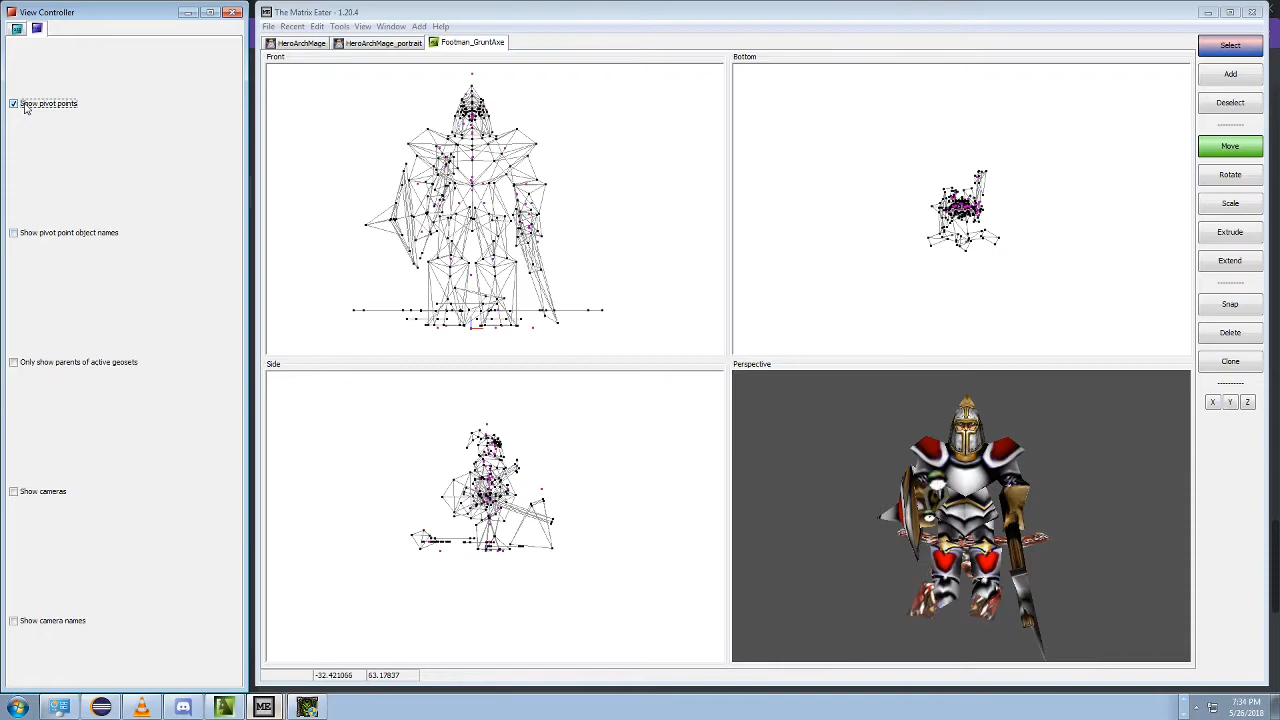 View Controller
Show pivot points
Show pivot point object names
Only show parents of active geosets
Show cameras
Show camera names
ME The Matrix Eater - 1.20.4
File Recent Edit Tools View Window Add Help
HeroArchMage HeroArchMage_portrait Footman_GruntAxe
Front
Bottom
Side
Perspective
-32.421066 63.17837
Select
Add
Deselect
----------
Move
Rotate
Scale
Extrude
Extend
----------
Snap
Delete
Clone
----------
X Y Z
ME
7:34 PM
5/26/2018